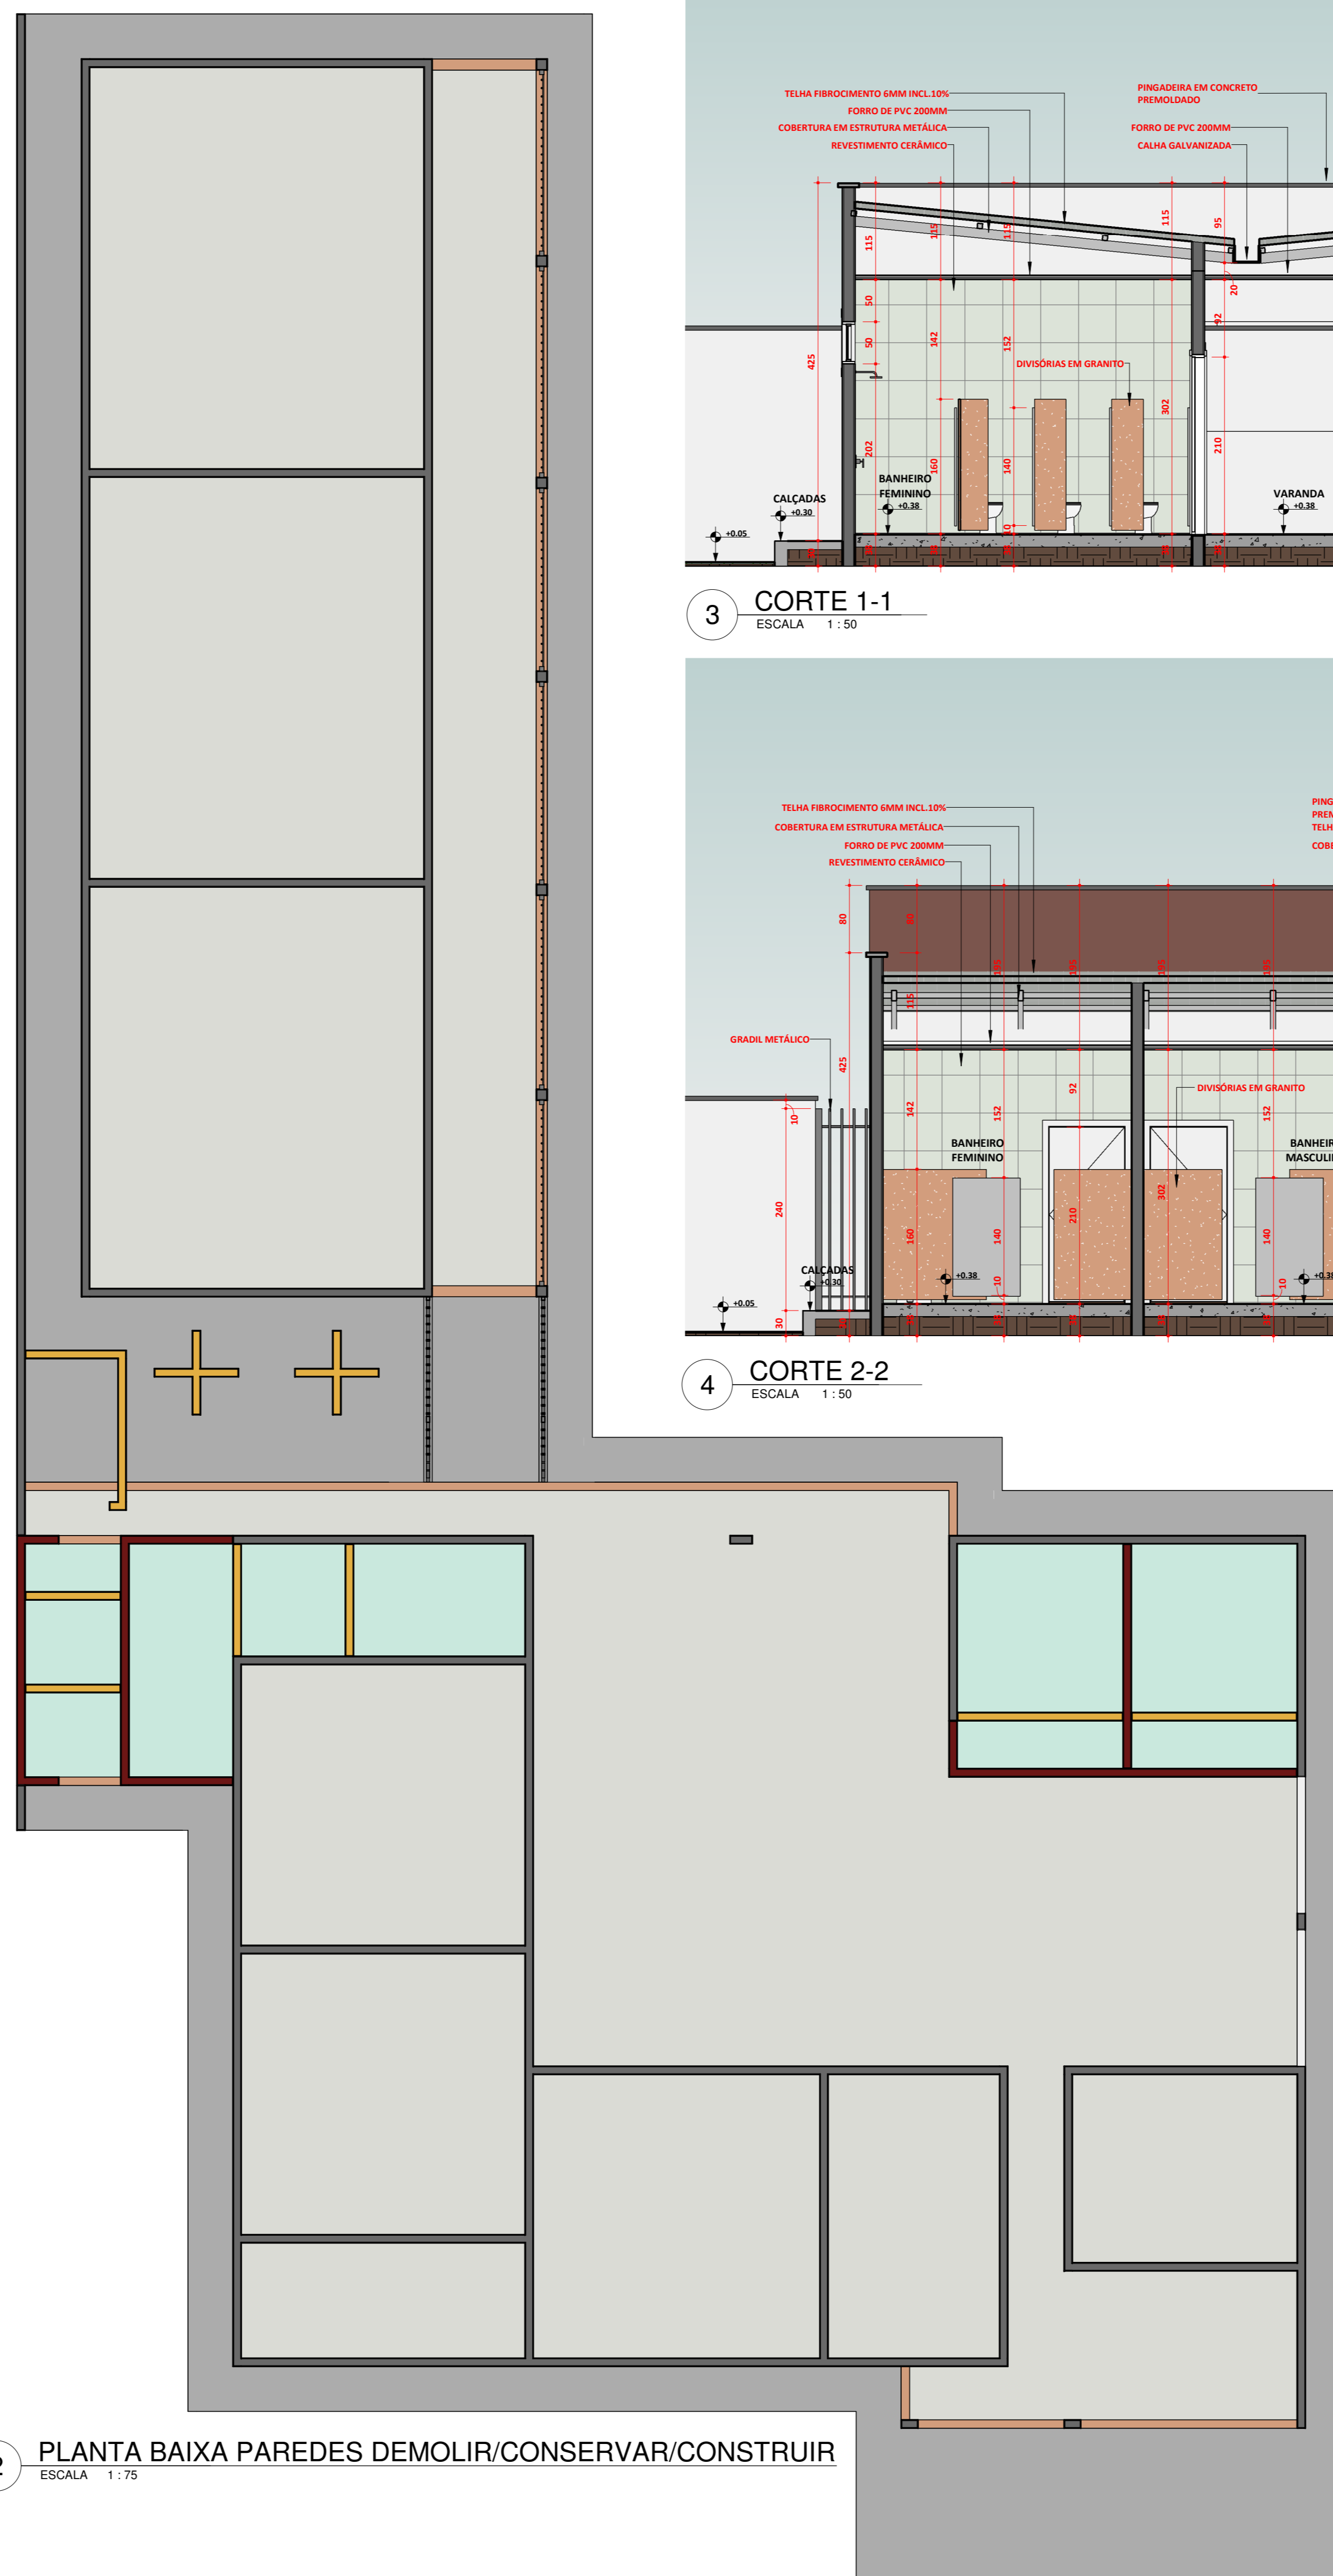 TELHA FIBROCIMENTO 6MM INCL.10%
FORRO DE PVC 200MM
COBERTURA EM ESTRUTURA METÁLICA
REVESTIMENTO CERÂMICO
PINGADEIRA EM CONCRETO
PREMOLDADO
FORRO DE PVC 200MM
CALHA GALVANIZADA
115
115
115
115
95
20
50
50
142
152
92
425
DIVISÓRIAS EM GRANITO
302
210
202
160
140
10
BANHEIRO
FEMININO
+0.38
CALÇADAS
+0.30
+0.05
VARANDA
+0.38
3
CORTE 1-1
ESCALA 1 : 50
TELHA FIBROCIMENTO 6MM INCL.10%
COBERTURA EM ESTRUTURA METÁLICA
FORRO DE PVC 200MM
REVESTIMENTO CERÂMICO
80
80
195
195
195
195
115
GRADIL METÁLICO
425
10
142
152
92
152
DIVISÓRIAS EM GRANITO
BANHEIRO
FEMININO
302
240
160
140
210
140
CALÇADAS
+0.30
+0.05
+0.38
10
10
30
4
CORTE 2-2
ESCALA 1 : 50
PLANTA BAIXA PAREDES DEMOLIR/CONSERVAR/CONSTRUIR
ESCALA 1 : 75